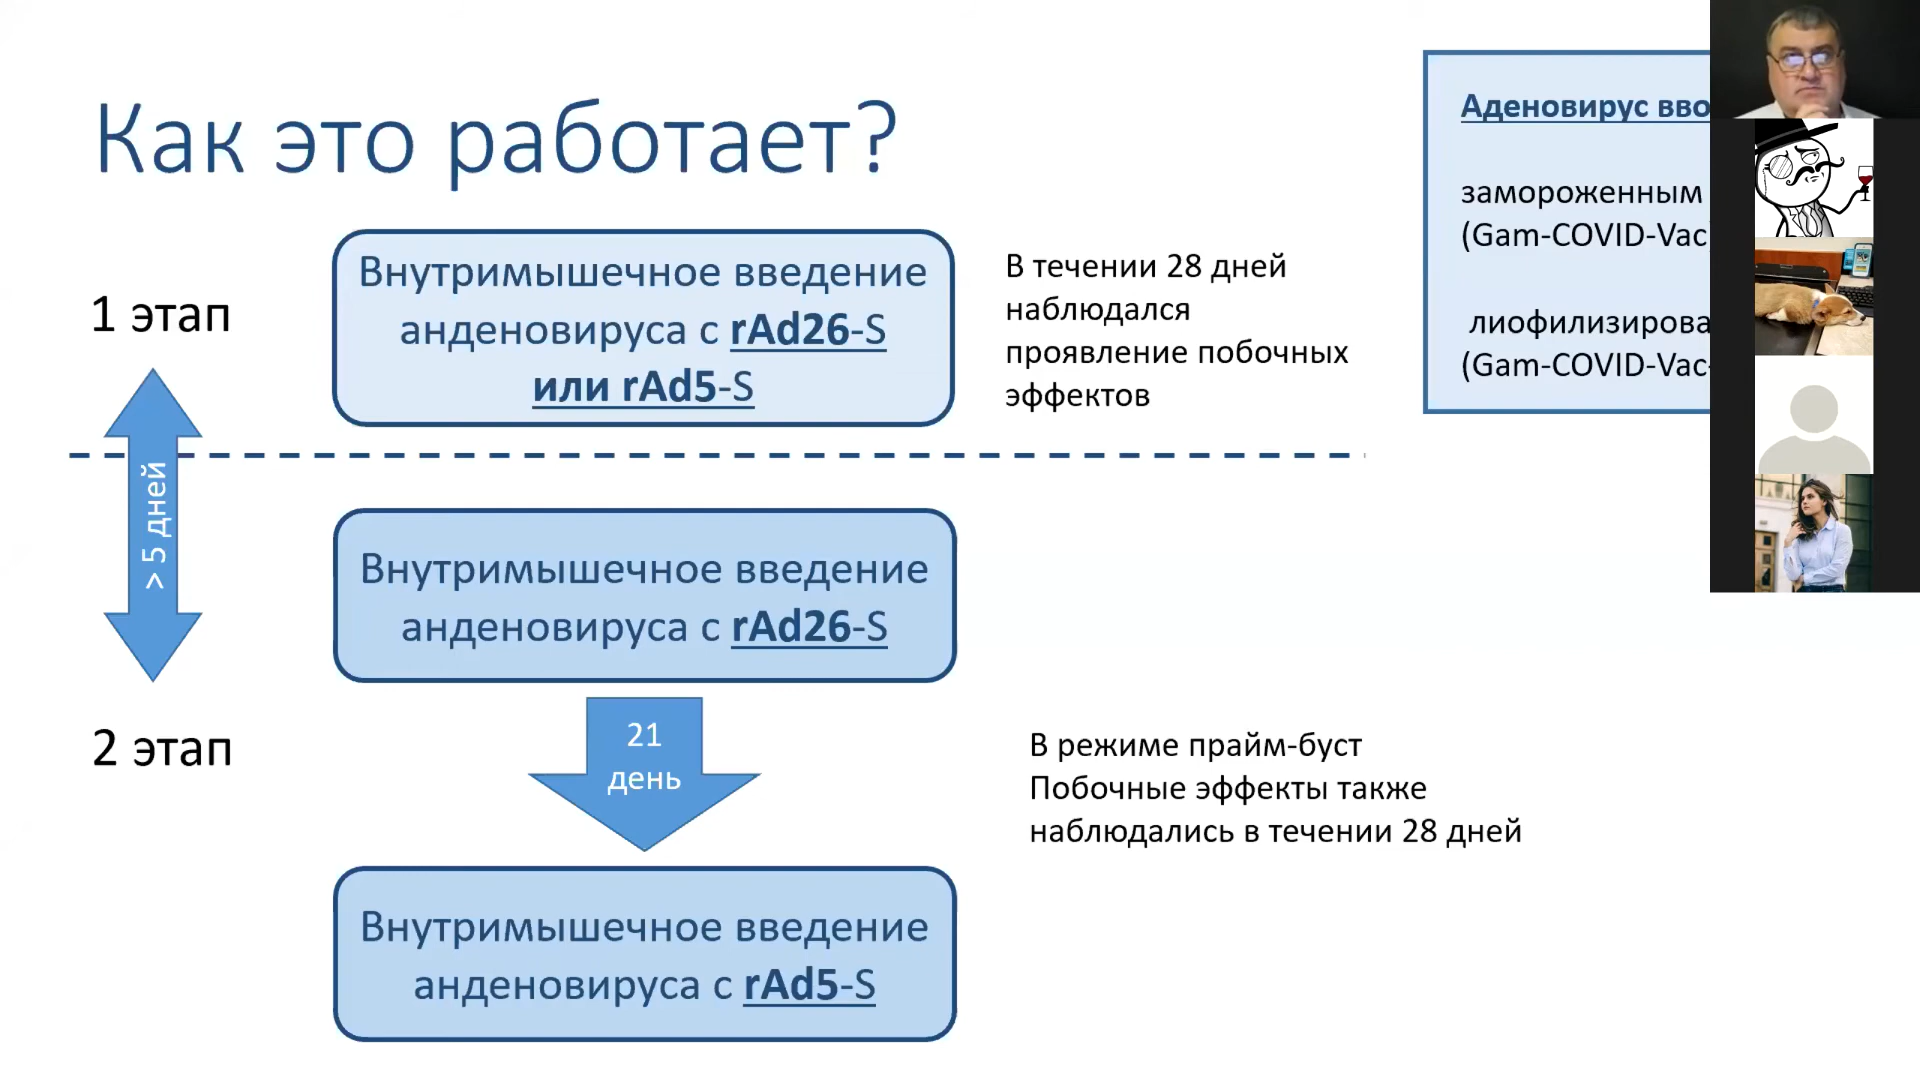 Как это работает?
Аденовирус вво
замороженным
(Gam-COVID-Vac
лиофилизирова
(Gam-COVID-Vac-
1 этап
Внутримышечное введение
анденовируса с rAd26-S
или rAd5-S
В течении 28 дней
наблюдался
проявление побочных
эффектов
> 5 дней
Внутримышечное введение
анденовируса с rAd26-S
2 этап
21
день
В режиме прайм-буст
Побочные эффекты также
наблюдались в течении 28 дней
Внутримышечное введение
анденовируса с rAd5-S